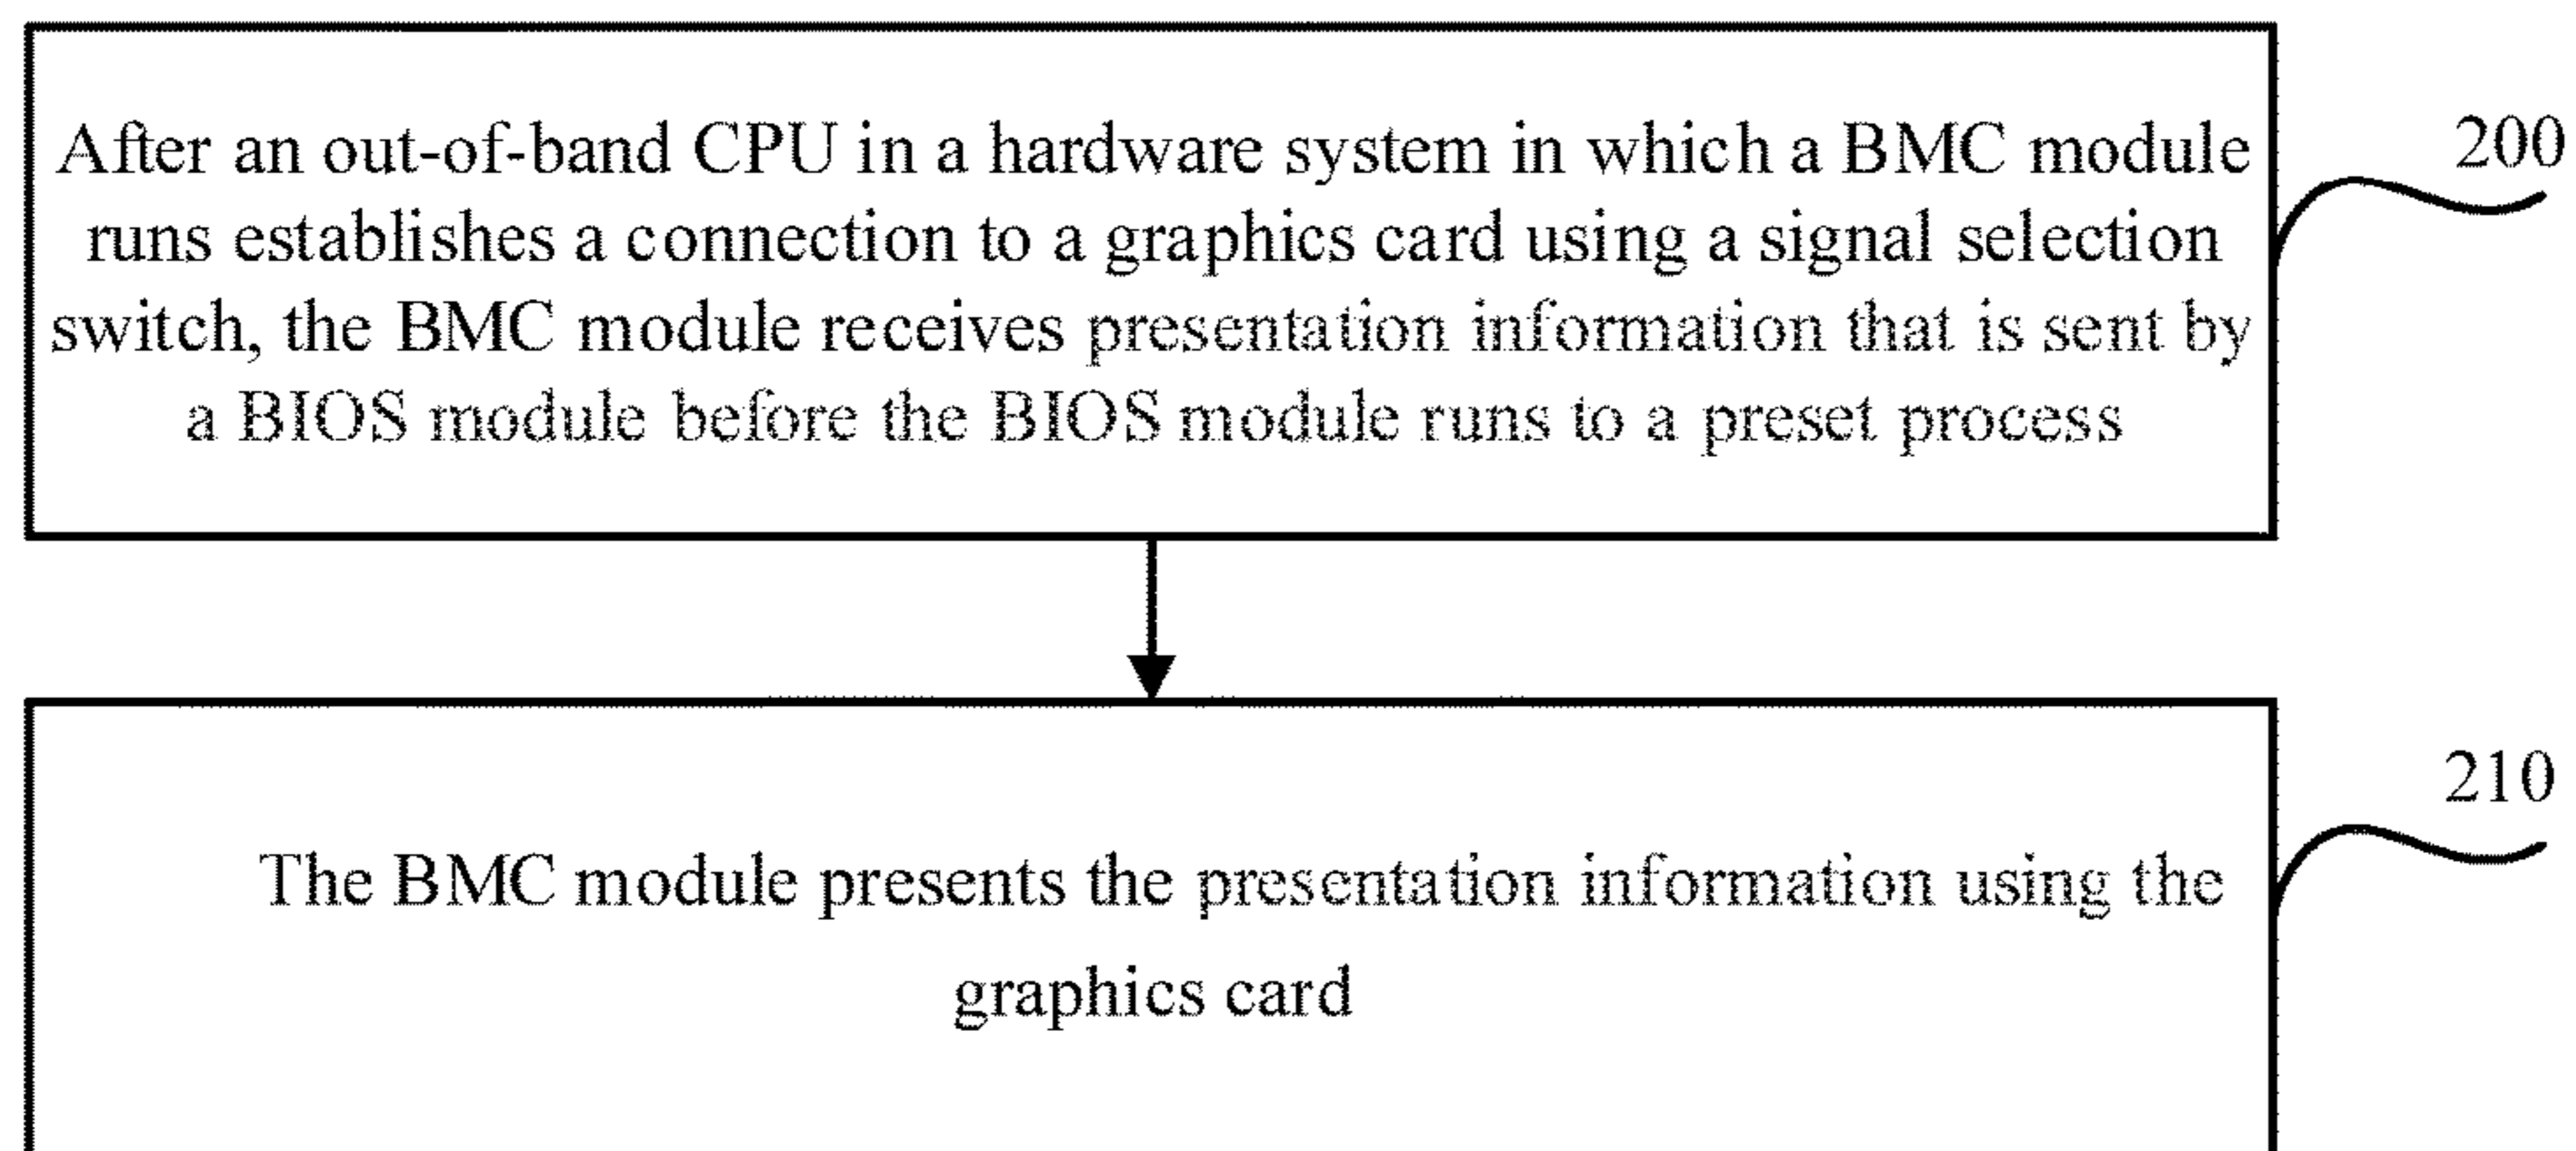 After an out-of-band CPU in a hardware system in which a BMC module
runs establishes a connection to a graphics card using a signal selection
switch, the BMC module receives presentation information that is sent by
a BIOS module before the BIOS module runs to a preset process
200
The BMC module presents the presentation information using the
graphics card
210